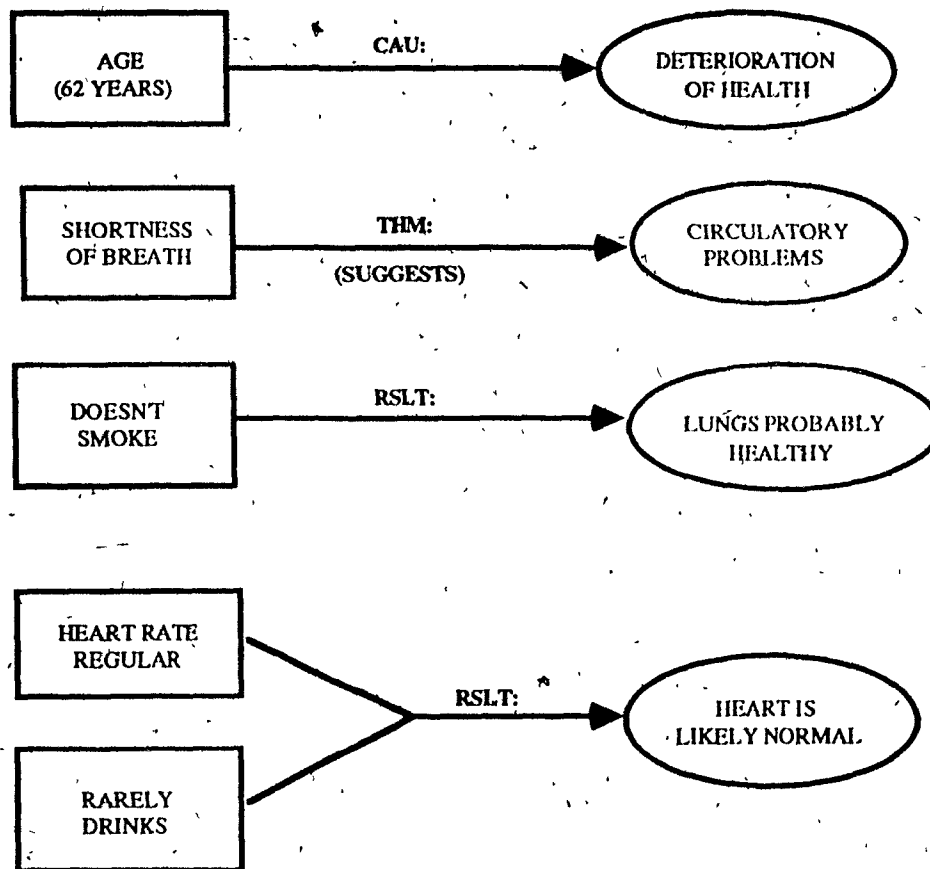 AGE
(62 YEARS)
CAU:
DETERIORATION
OF HEALTH
SHORTNESS
OF BREATH
THM:
(SUGGESTS)
CIRCULATORY
PROBLEMS
DOESNT
SMOKE
RSLT:
LUNGS PROBABLY
HEALTHY
HEART RATE
REGULAR
RARELY
DRINKS
RSLT:
HEART IS
LIKELY NORMAL